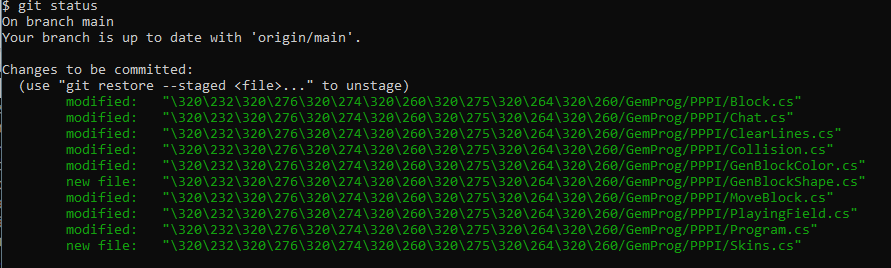 $ git status
On branch main
Your branch is up to date with 'origin/main'.
Changes to be committed:
(use "git restore --staged <file>..." to unstage)
modified: "\320\232\320\276\320\274\320\260\320\275\320\264\320\260/GemProg/PPPI/Block.cs"
modified: "\320\232\320\276\320\274\320\260\320\275\320\264\320\260/GemProg/PPPI/Chat.cs"
modified: "\320\232\320\276\320\274\320\260\320\275\320\264\320\260/GemProg/PPPI/ClearLines.cs"
modified: "\320\232\320\276\320\274\320\260\320\275\320\264\320\260/GemProg/PPPI/Collision.cs"
modified: "\320\232\320\276\320\274\320\260\320\275\320\264\320\260/GemProg/PPPI/GenBlockColor.cs"
new file: "\320\232\320\276\320\274\320\260\320\275\320\264\320\260/GemProg/PPPI/GenBlockShape.cs"
modified: "\320\232\320\276\320\274\320\260\320\275\320\264\320\260/GemProg/PPPI/MoveBlock.cs"
modified: "\320\232\320\276\320\274\320\260\320\275\320\264\320\260/GemProg/PPPI/PlayingField.cs"
modified: "\320\232\320\276\320\274\320\260\320\275\320\264\320\260/GemProg/PPPI/Program.cs"
new file: "\320\232\320\276\320\274\320\260\320\275\320\264\320\260/GemProg/PPPI/Skins.cs"